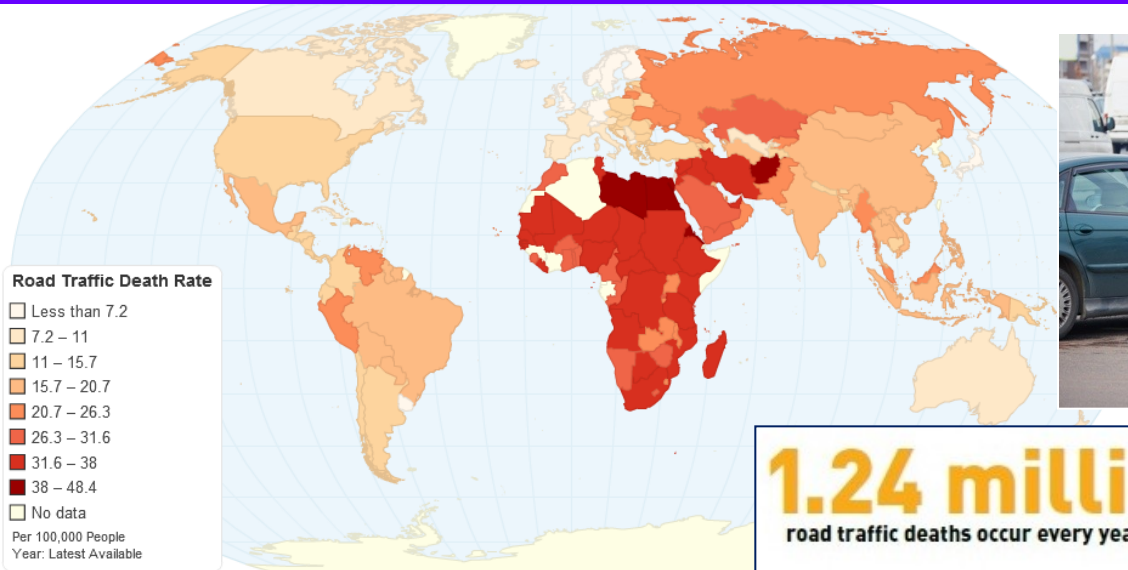 Road Traffic Death Rate
Less than 7.2
7.2 – 11
11 – 15.7
15.7 – 20.7
20.7 – 26.3
26.3 – 31.6
31.6 – 38
38 – 48.4
No data
Per 100,000 People
Year: Latest Available
1.24 milli
road traffic deaths occur every yea